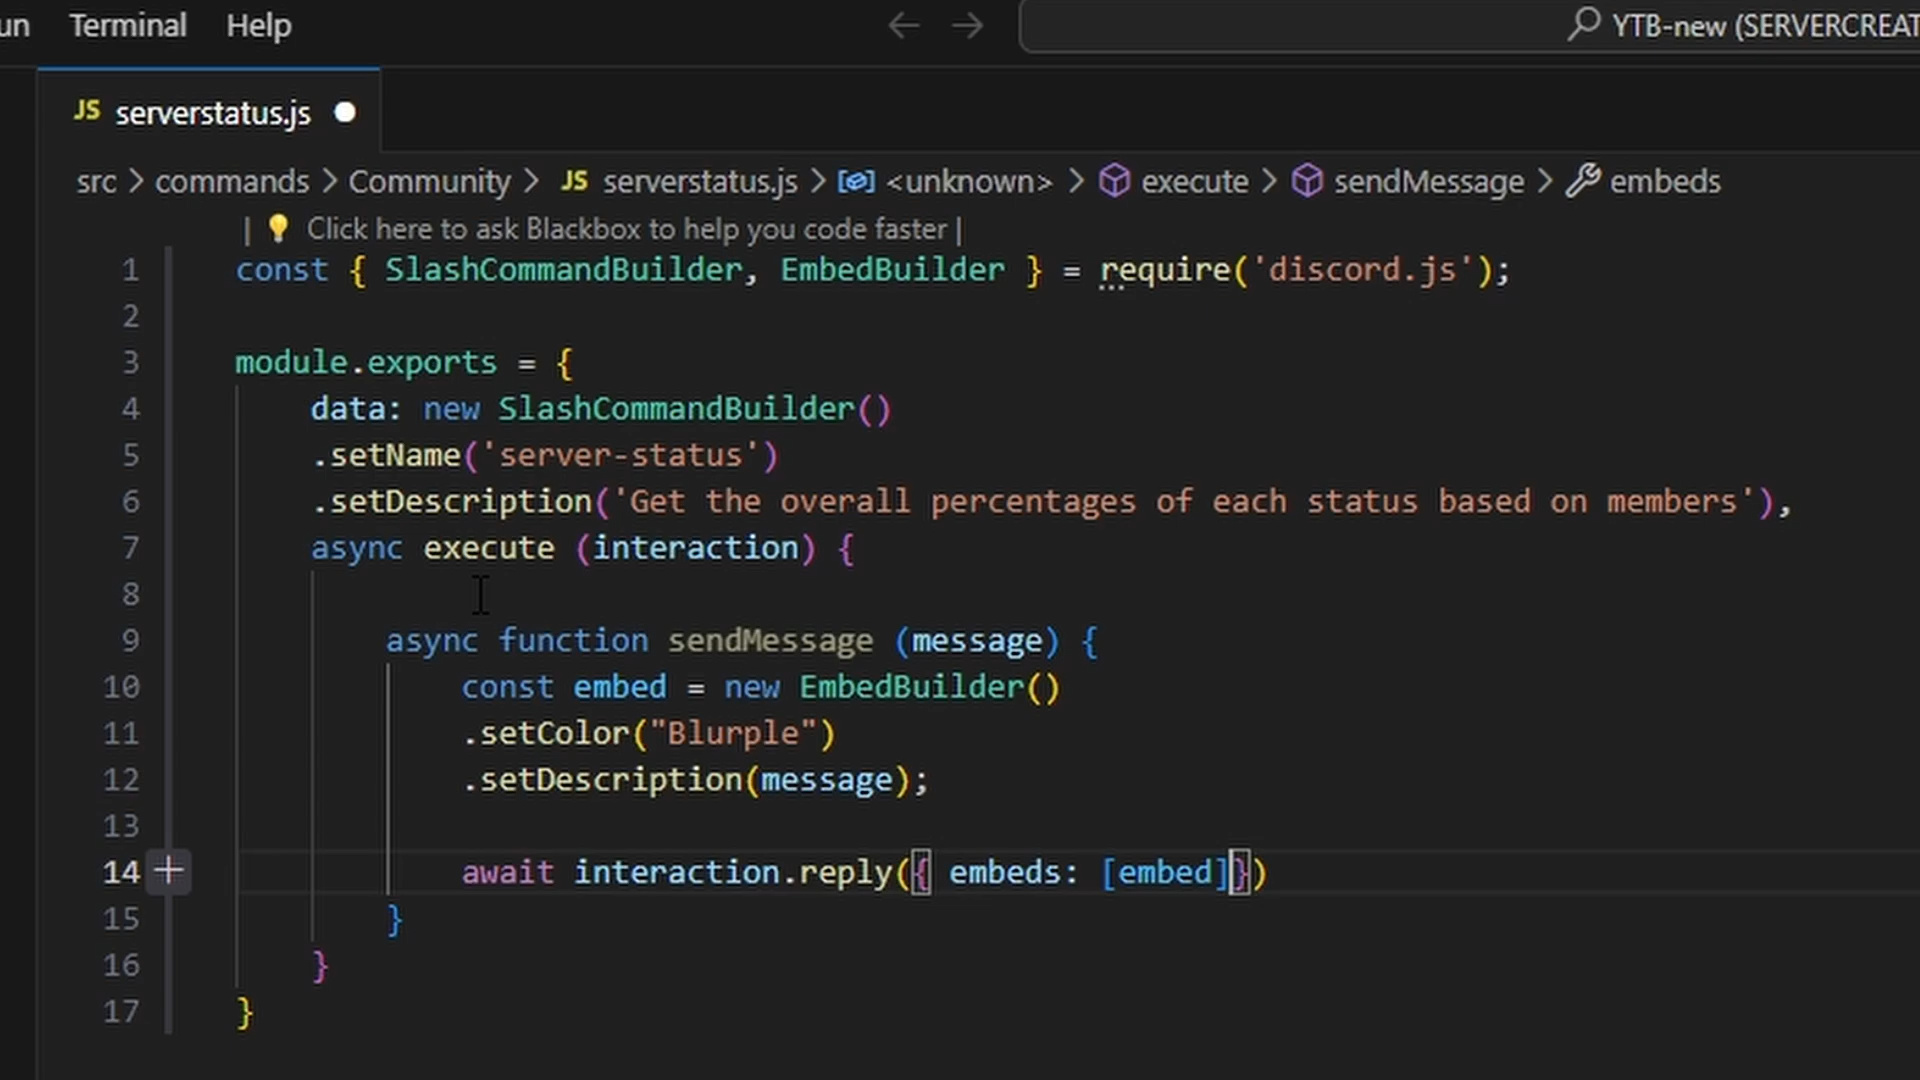 un Terminal Help YTB-new (SERVERCREAT
JS serverstatus.js
src > commands > Community > JS serverstatus.js > <unknown> > execute > sendMessage > embeds
| Click here to ask Blackbox to help you code faster |
1 const { SlashCommandBuilder, EmbedBuilder } = require('discord.js');
2
3 module.exports = {
4 data: new SlashCommandBuilder()
5 .setName('server-status')
6 .setDescription('Get the overall percentages of each status based on members'),
7 async execute (interaction) {
8
9 async function sendMessage (message) {
10 const embed = new EmbedBuilder()
11 .setColor("Blurple")
12 .setDescription(message);
13
14 await interaction.reply({ embeds: [embed]})
15 }
16 }
17 }